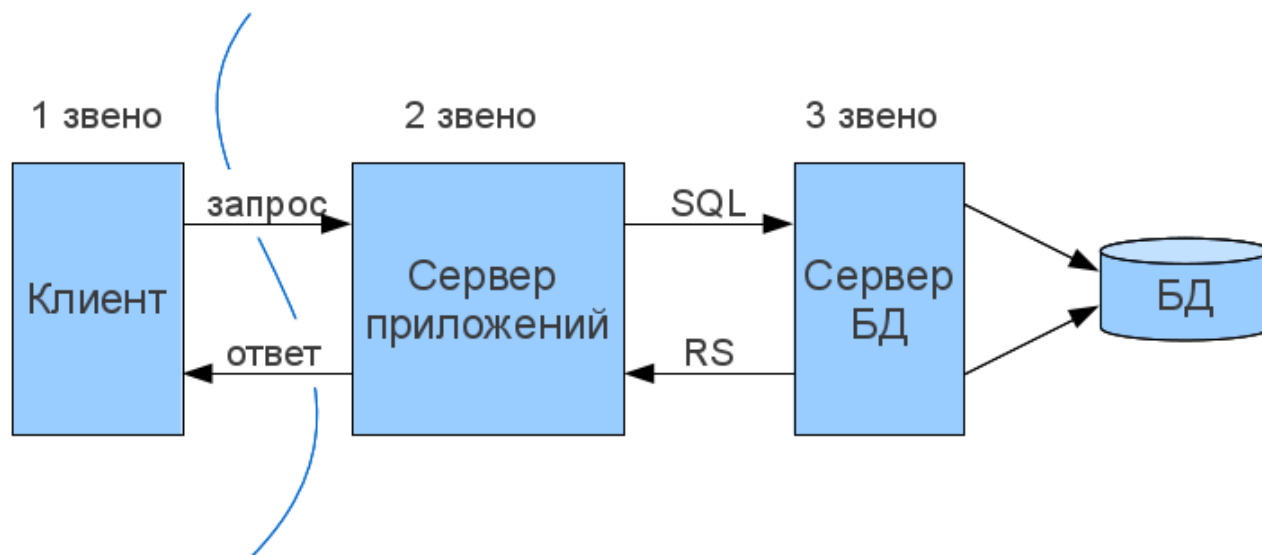 1 звено
2 звено
3 звено
запрос
SQL
Клиент
Сервер
приложений
Сервер
БД
БД
ответ
RS